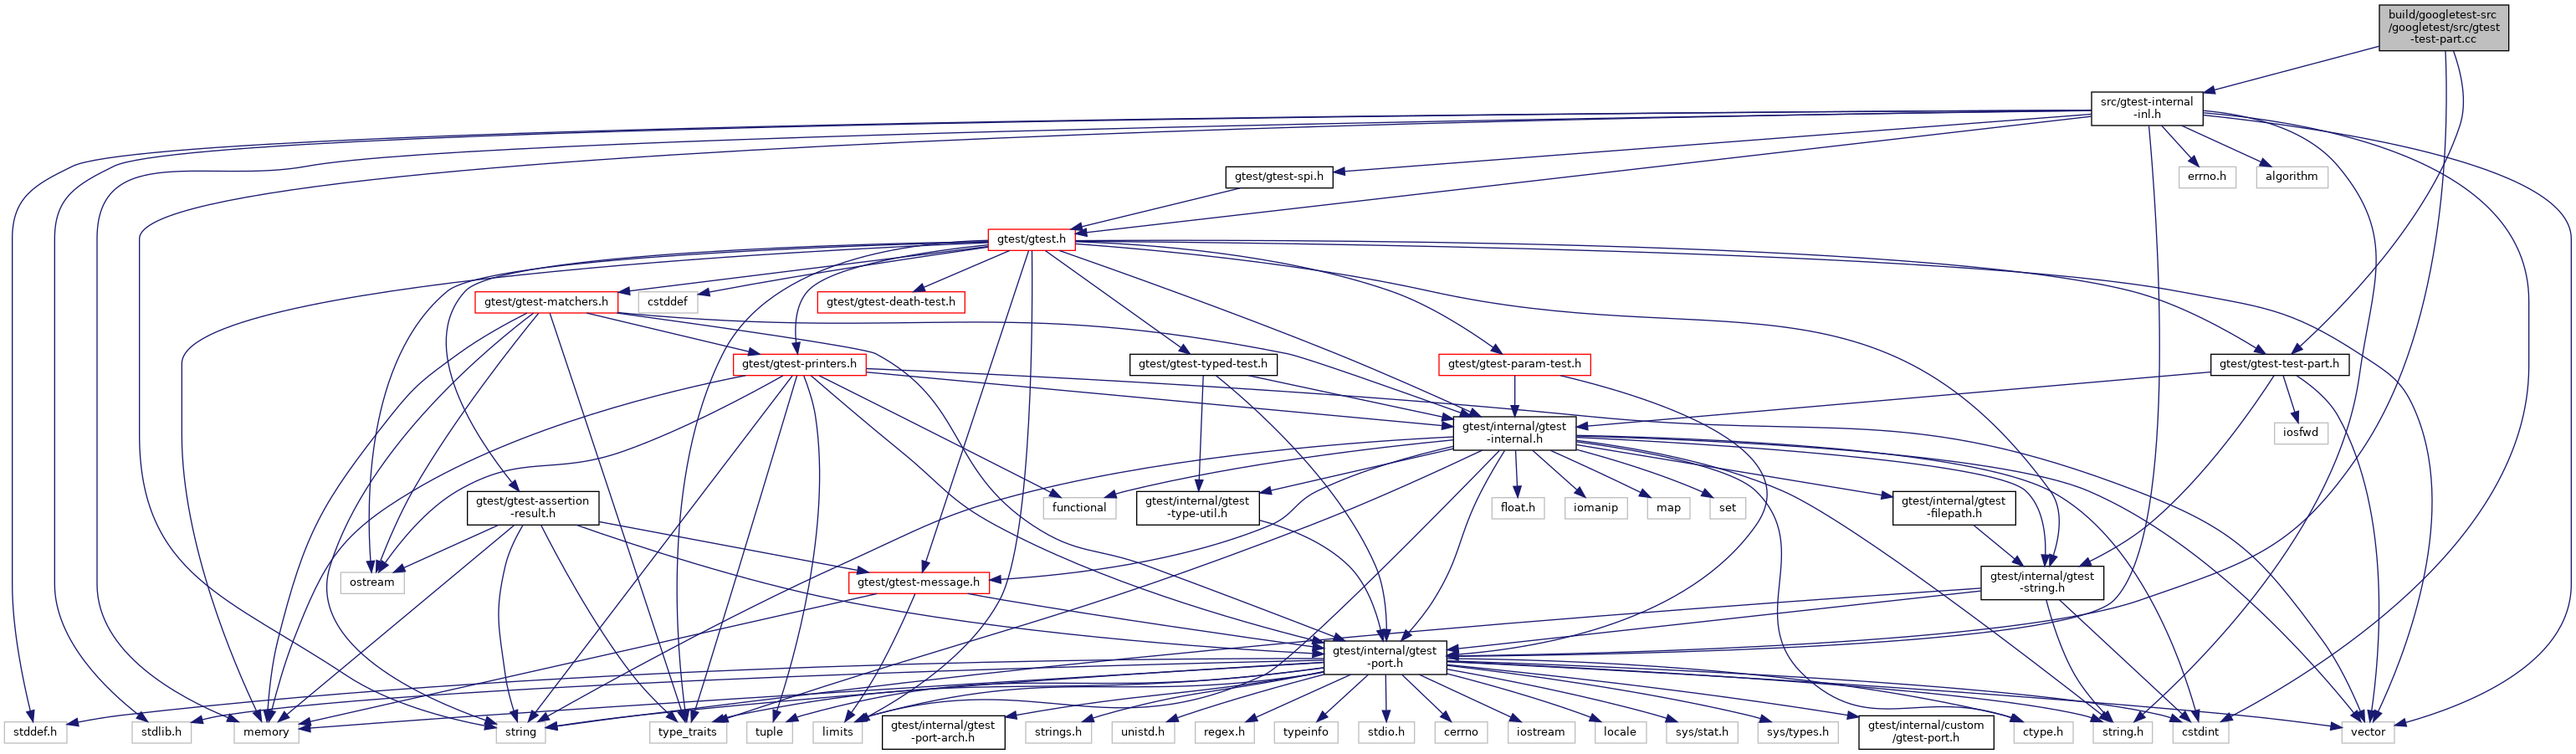 build/googletest-src
/googletest/src/gtest
-test-part.cc
src/gtest-internal
-inl.h
gtest/gtest-spi.h
errno.h
algorithm
gtest/gtest.h
gtest/gtest-matchers.h
cstddef
gtest/gtest-death-test.h
gtest/gtest-printers.h
gtest/gtest-typed-test.h
gtest/gtest-param-test.h
gtest/gtest-test-part.h
gtest/internal/gtest
-internal.h
iosfwd
gtest/gtest-assertion
-result.h
functional
gtest/internal/gtest
-type-util.h
float.h
iomanip
map
set
gtest/internal/gtest
-filepath.h
ostream
gtest/gtest-message.h
gtest/internal/gtest
-string.h
gtest/internal/gtest
-port.h
stddef.h
stdlib.h
memory
string
type_traits
tuple
limits
gtest/internal/gtest
-port-arch.h
strings.h
unistd.h
regex.h
typeinfo
stdio.h
cerrno
iostream
locale
sys/stat.h
sys/types.h
gtest/internal/custom
/gtest-port.h
ctype.h
string.h
cstdint
vector